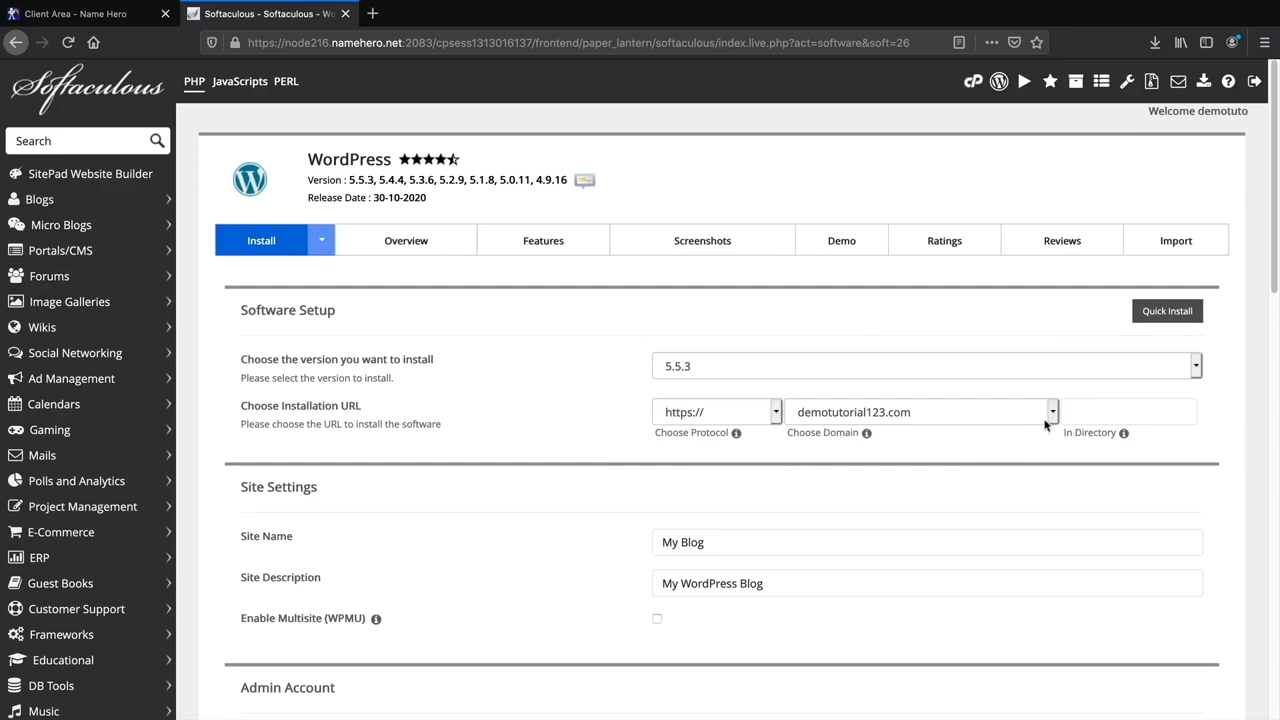 Client Area - Name Hero
Softaculous - Softaculous - Wo
https://node216.namehero.net:2083/cpsess1313016137/frontend/paper_lantern/softaculous/index.live.php?act=software&soft=26
Softaculous
PHP JavaScripts PERL
cP
Welcome demotuto
Search
SitePad Website Builder
Blogs
Micro Blogs
Portals/CMS
Forums
Image Galleries
Wikis
Social Networking
Ad Management
Calendars
Gaming
Mails
Polls and Analytics
Project Management
E-Commerce
ERP
Guest Books
Customer Support
Frameworks
Educational
DB Tools
Music
WordPress
Version : 5.5.3, 5.4.4, 5.3.6, 5.2.9, 5.1.8, 5.0.11, 4.9.16
Release Date : 30-10-2020
Install Overview Features Screenshots Demo Ratings Reviews Import
Software Setup
Quick Install
Choose the version you want to install
Please select the version to install.
5.5.3
Choose Installation URL
Please choose the URL to install the software
https:// demotutorial123.com
Choose Protocol Choose Domain In Directory
Site Settings
Site Name
My Blog
Site Description
My WordPress Blog
Enable Multisite (WPMU)
Admin Account